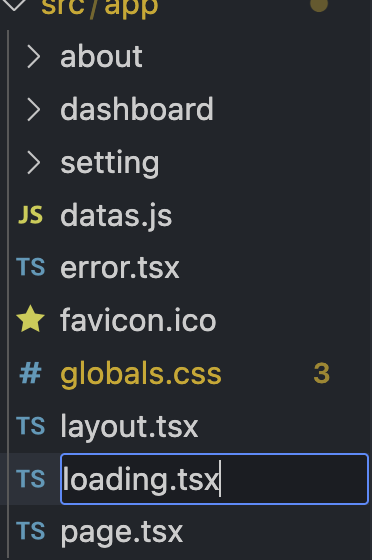 src/app
about
dashboard
setting
JS datas.js
TS error.tsx
favicon.ico
# globals.css 3
TS layout.tsx
TS loading.tsx
TS page.tsx